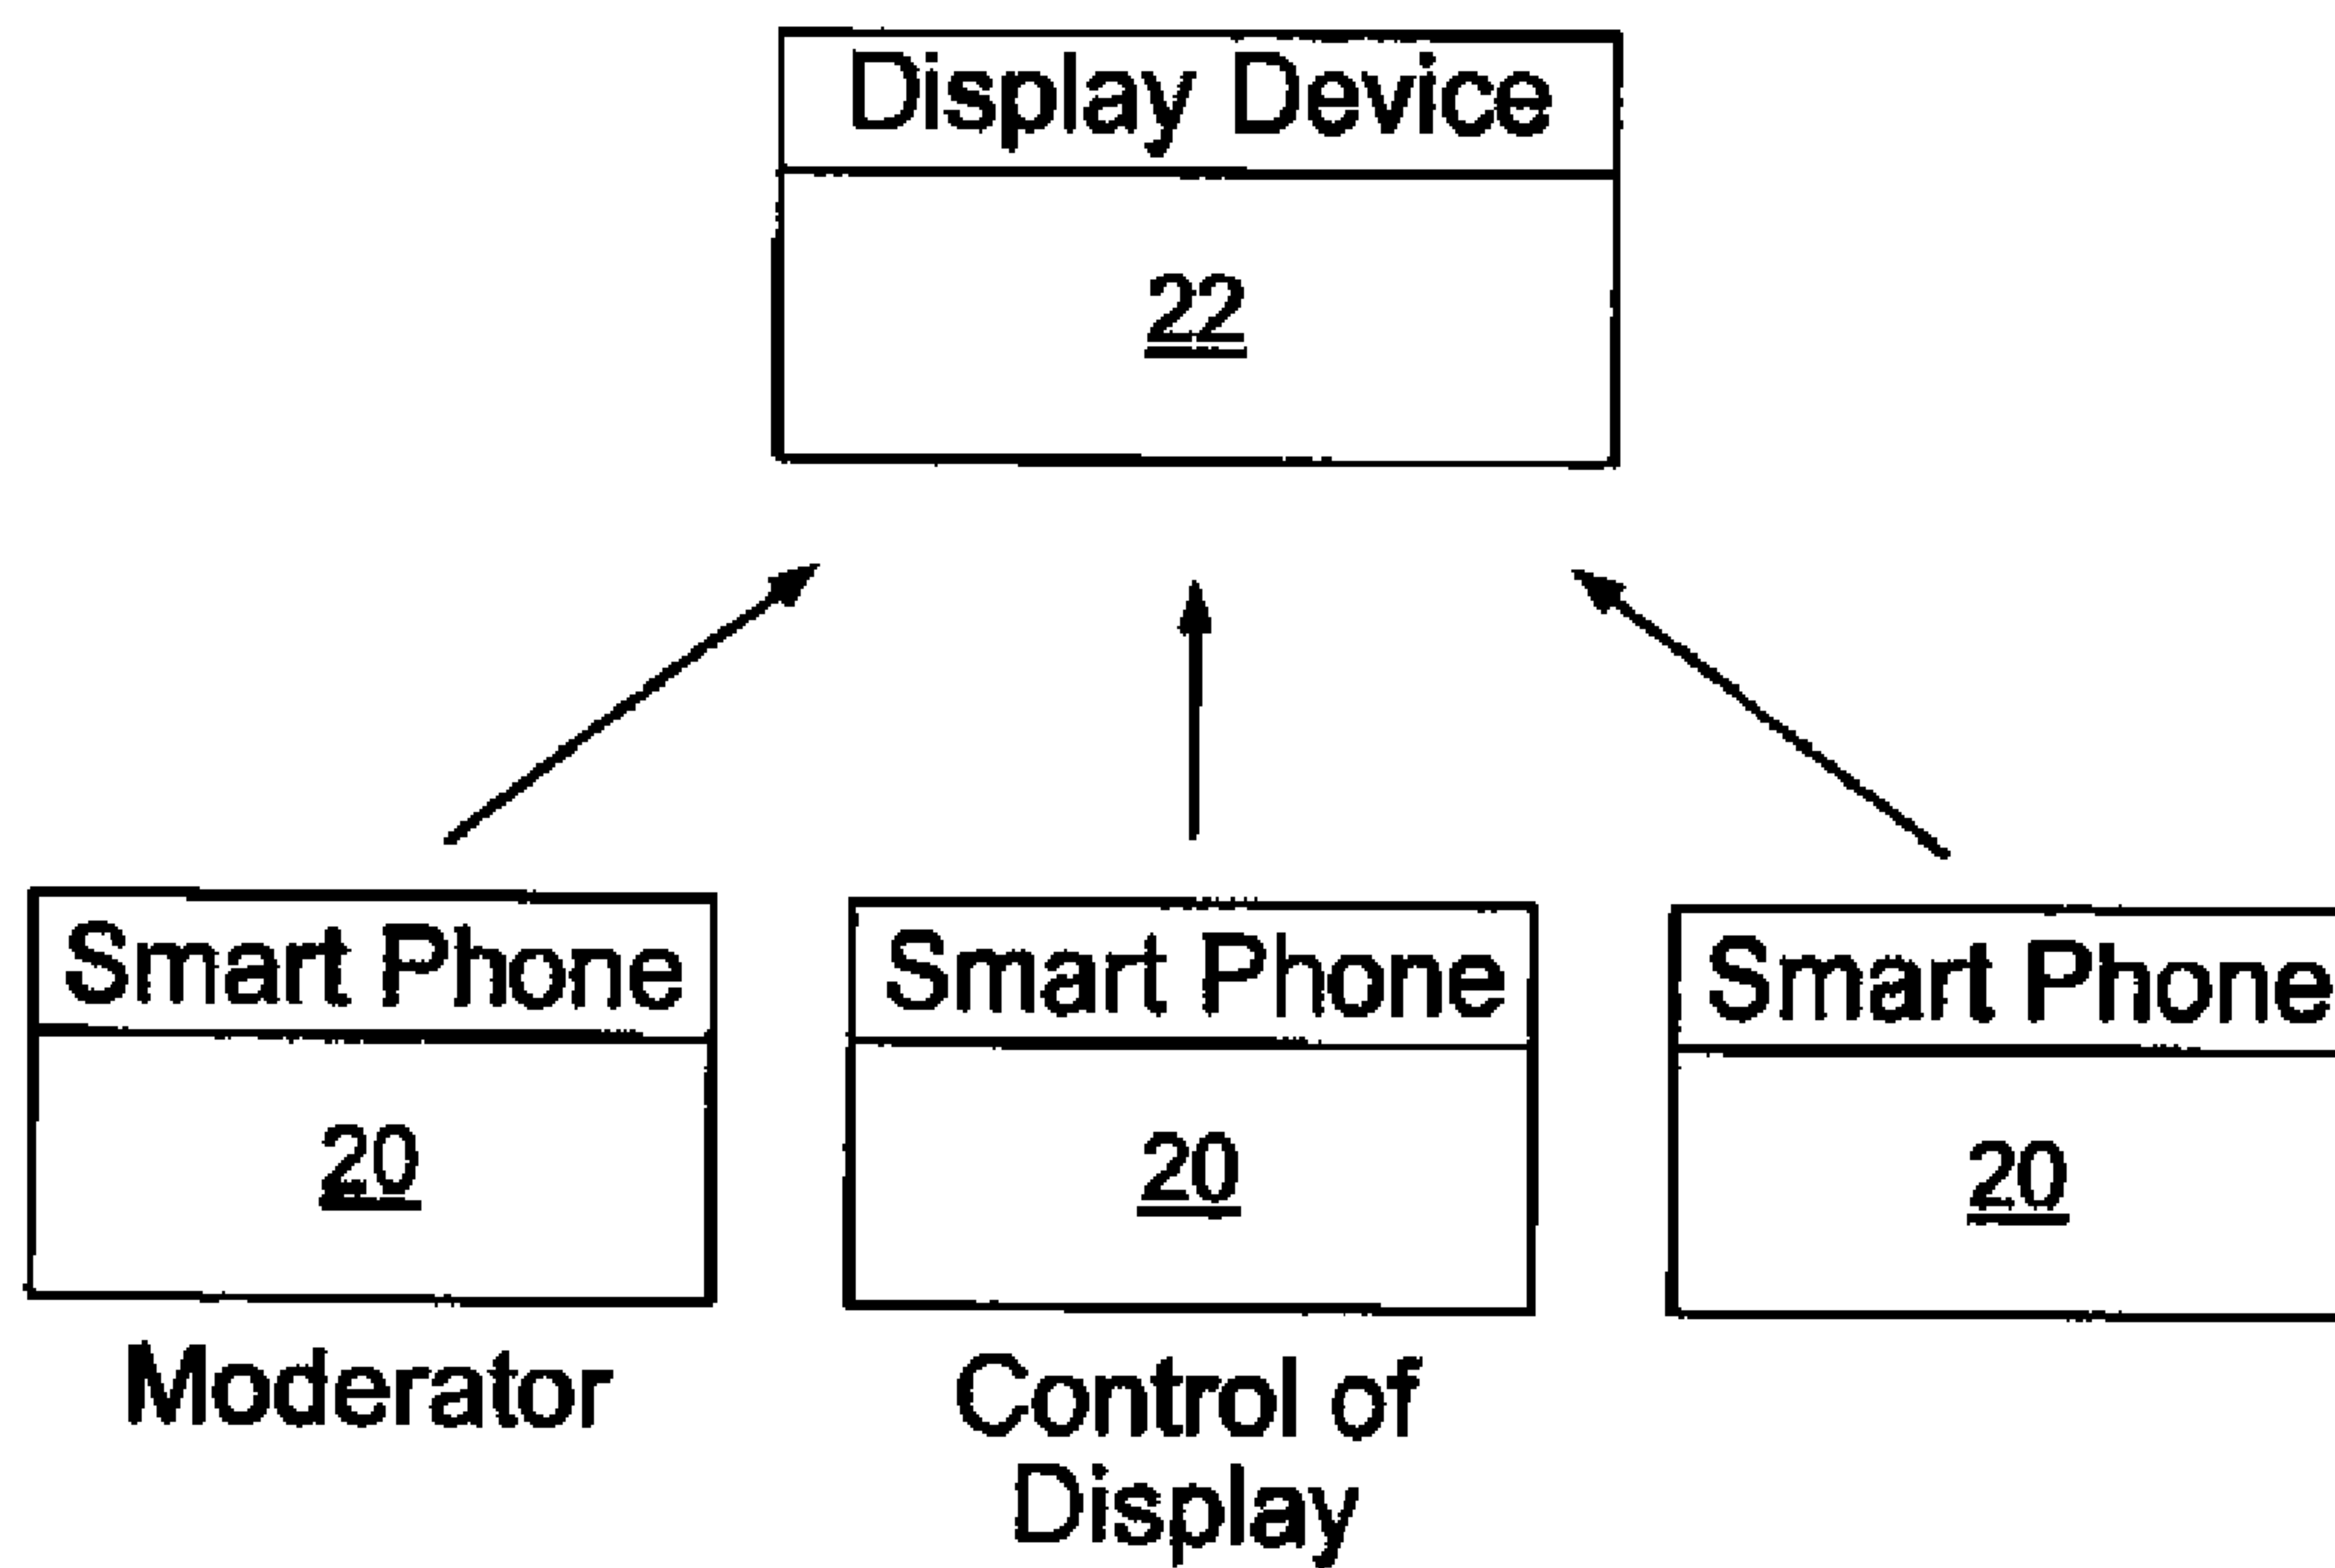 Display Device
22
Smart Phone
Smart Phone
Smart Phone
20
20
20
Moderator
Control of
Display